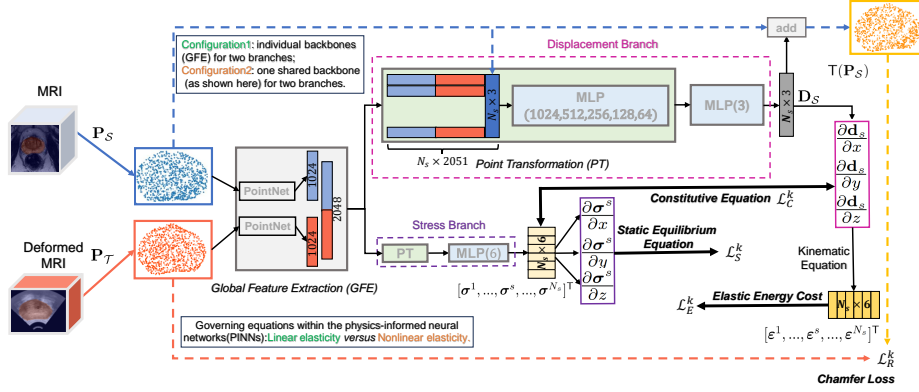 Configuration1: individual backbones
(GFE) for two branches;
Configuration2: one shared backbone
(as shown here) for two branches.
MRI
P_S
Deformed
MRI
P_T
PointNet
PointNet
1024
1024
2048
Global Feature Extraction (GFE)
Displacement Branch
N_s × 3
MLP
(1024,512,256,128,64)
N_s × 2051
Point Transformation (PT)
MLP(3)
N_s × 3
D_S
add
T(P_S)
∂d_s
∂x
∂d_s
∂y
∂d_s
∂z
Constitutive Equation L_C^k
Stress Branch
PT
MLP(6)
N_s × 6
[σ^1, ..., σ^s, ..., σ^{N_s}]^T
∂σ^s
∂x
∂σ^s
∂y
∂σ^s
∂z
Static Equilibrium
Equation
L_S^k
Kinematic
Equation
Elastic Energy Cost
L_E^k
N_s × 6
[ε^1, ..., ε^s, ..., ε^{N_s}]^T
Governing equations within the physics-informed neural
networks(PINNs):Linear elasticity versus Nonlinear elasticity.
L_R^k
Chamfer Loss